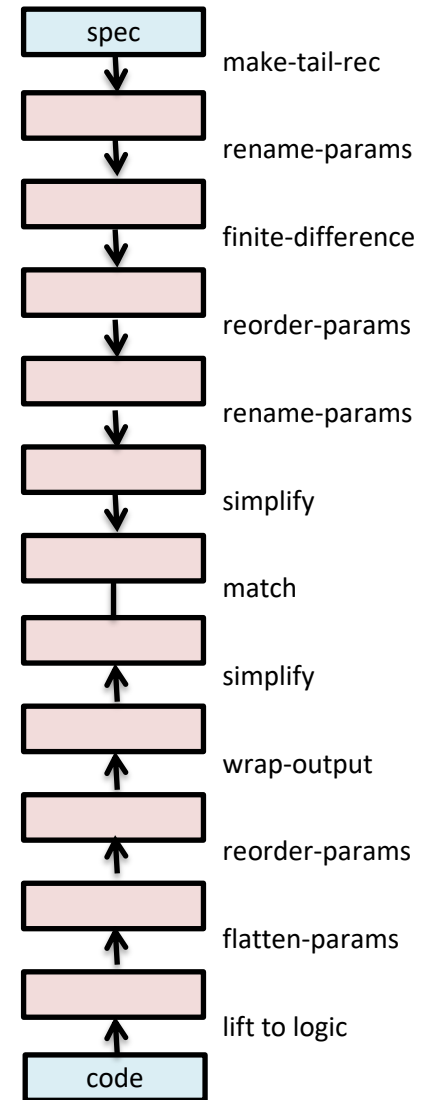 spec
make-tail-rec
rename-params
finite-difference
reorder-params
rename-params
simplify
match
simplify
wrap-output
reorder-params
flatten-params
lift to logic
code